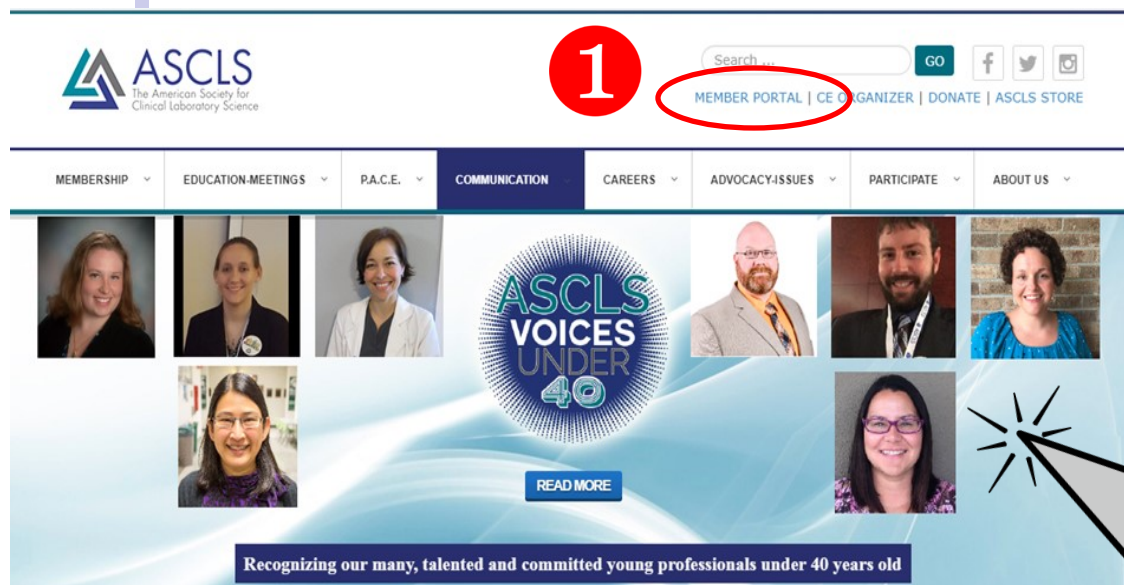 ASCLS
The American Society for
Clinical Laboratory Science
1
Search ...
GO
MEMBER PORTAL | CE ORGANIZER | DONATE | ASCLS STORE
MEMBERSHIP
EDUCATION-MEETINGS
P.A.C.E.
COMMUNICATION
CAREERS
ADVOCACY-ISSUES
PARTICIPATE
ABOUT US
ASCLS
VOICES
UNDER
40
READ MORE
Recognizing our many, talented and committed young professionals under 40 years old